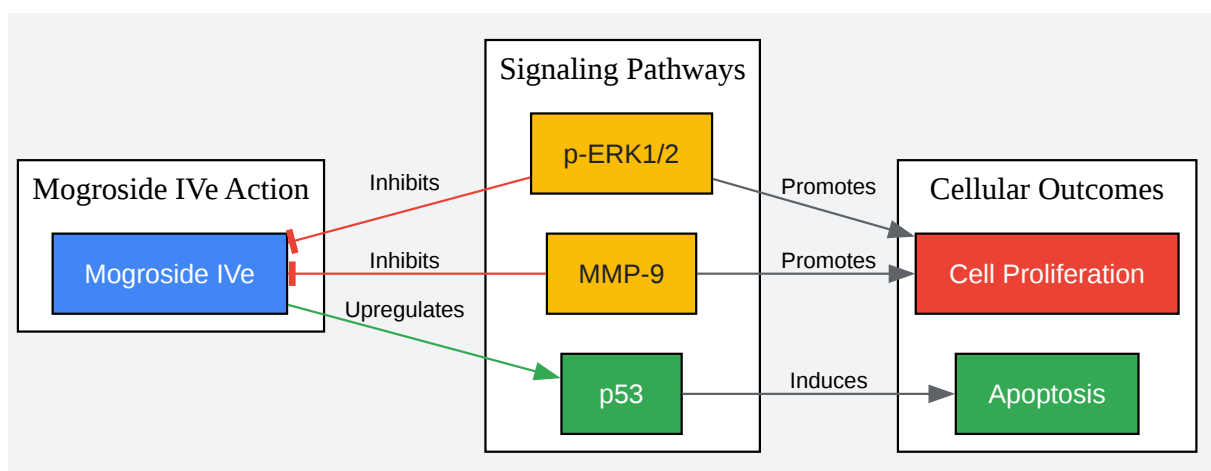 Signaling Pathways
p-ERK1/2
Inhibits
Promotes
Mogroside IVe Action
Cellular Outcomes
Mogroside IVe
Inhibits
MMP-9
Promotes
Cell Proliferation
Upregulates
p53
Induces
Apoptosis